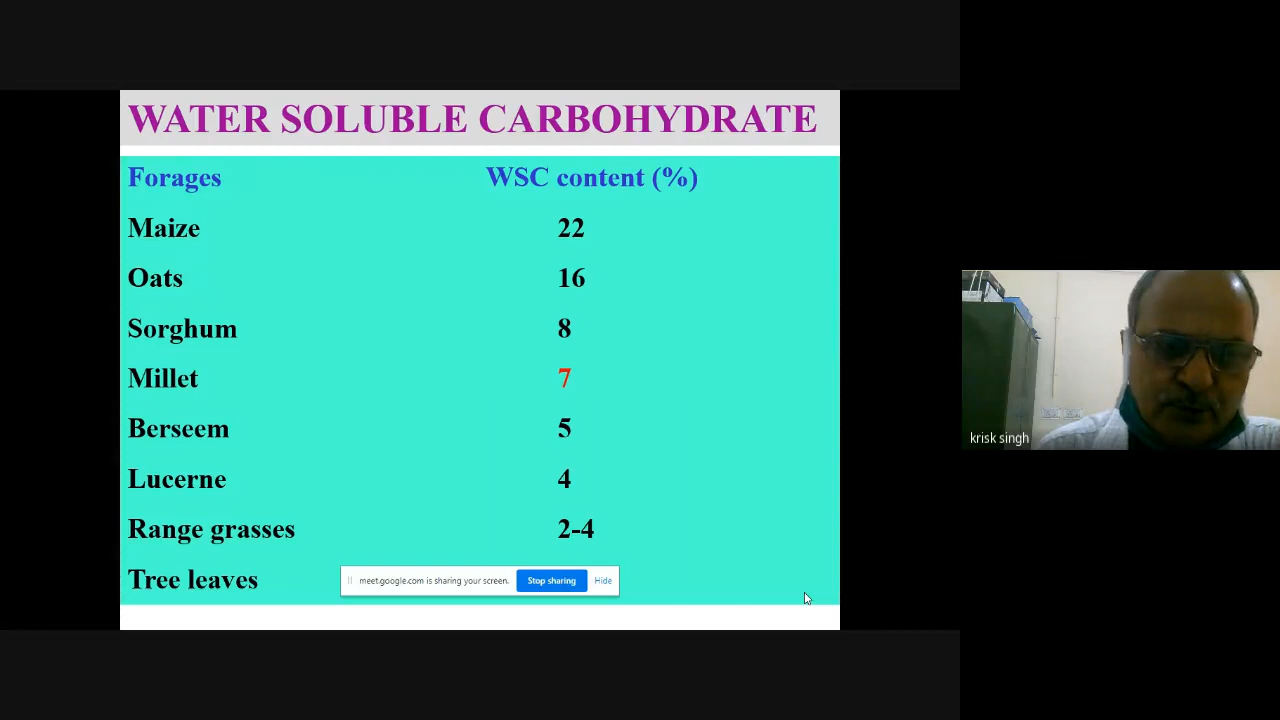 WATER SOLUBLE CARBOHYDRATE
Forages WSC content (%)
Maize 22
Oats 16
Sorghum 8
Millet 7
Berseem 5
Lucerne 4
Range grasses 2-4
Tree leaves
meet.google.com is sharing your screen. Stop sharing Hide
krisk singh